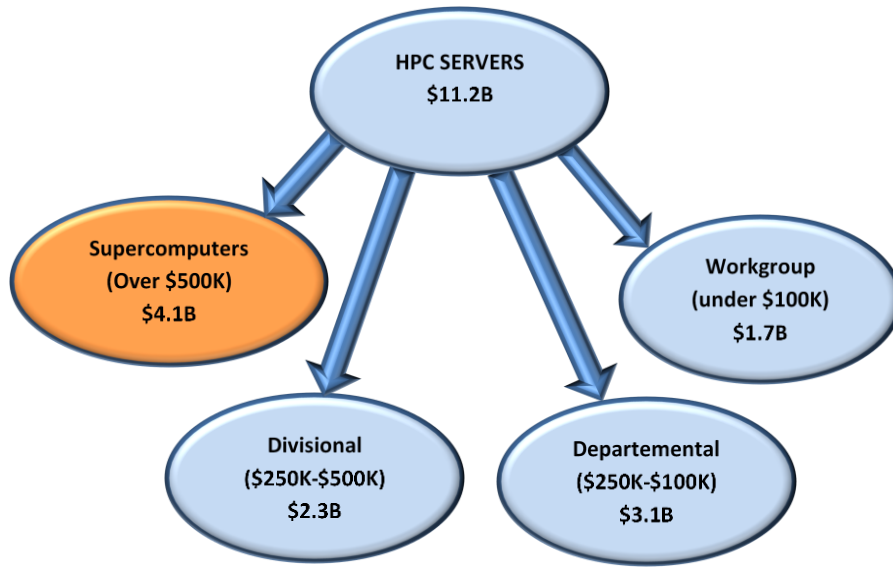 HPC SERVERS
$11.2B
Supercomputers
(Over $500K)
$4.1B
Workgroup
(under $100K)
$1.7B
Divisional
($250K-$500K)
$2.3B
Departemental
($250K-$100K)
$3.1B